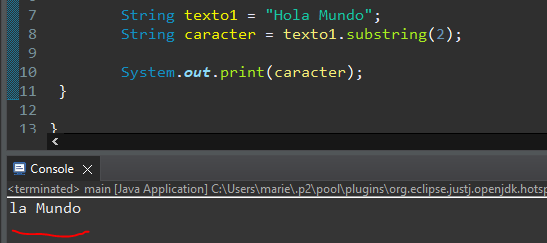 6
7 String texto1 = "Hola Mundo";
8 String caracter = texto1.substring(2);
9
10 System.out.print(caracter);
11 }
12
13 }
Console
<terminated> main [Java Application] C:\Users\marie\.p2\pool\plugins\org.eclipse.justj.openjdk.hotsp
la Mundo